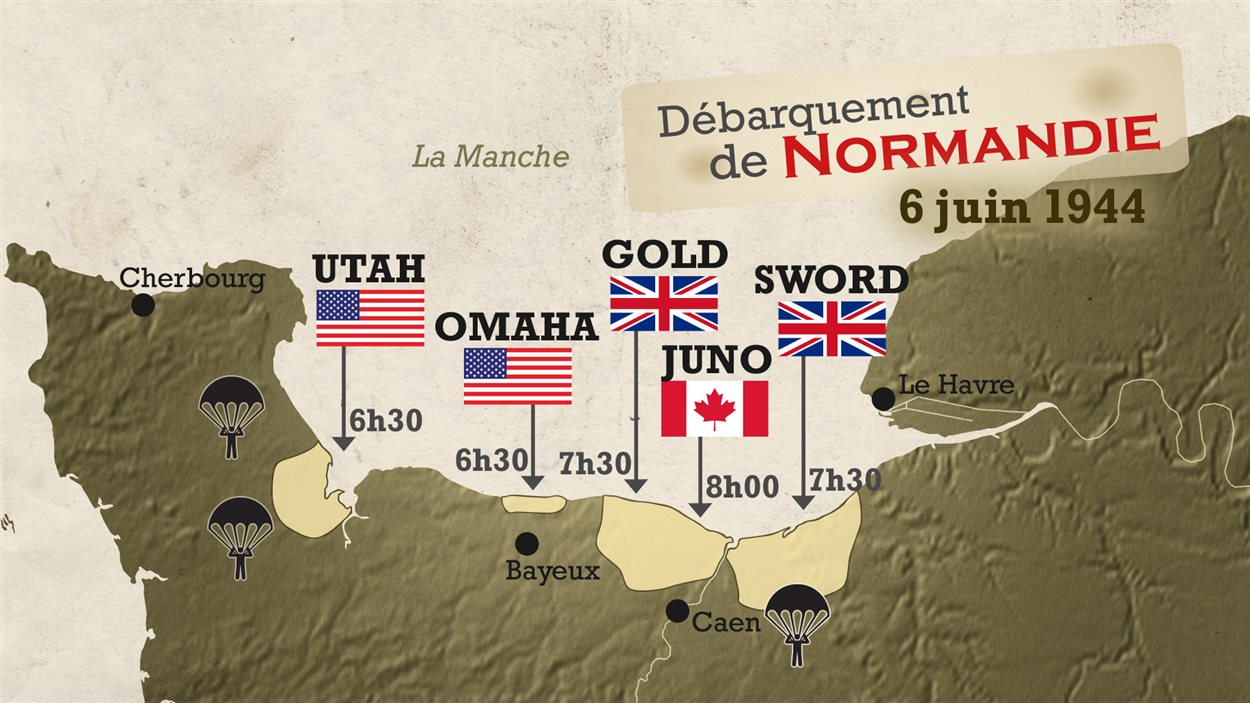 Débarquement
de NORMANDIE
6 juin 1944
La Manche
Cherbourg
UTAH
6h30
OMAHA
6h30
GOLD
7h30
JUNO
8h00
SWORD
7h30
Le Havre
Bayeux
Caen